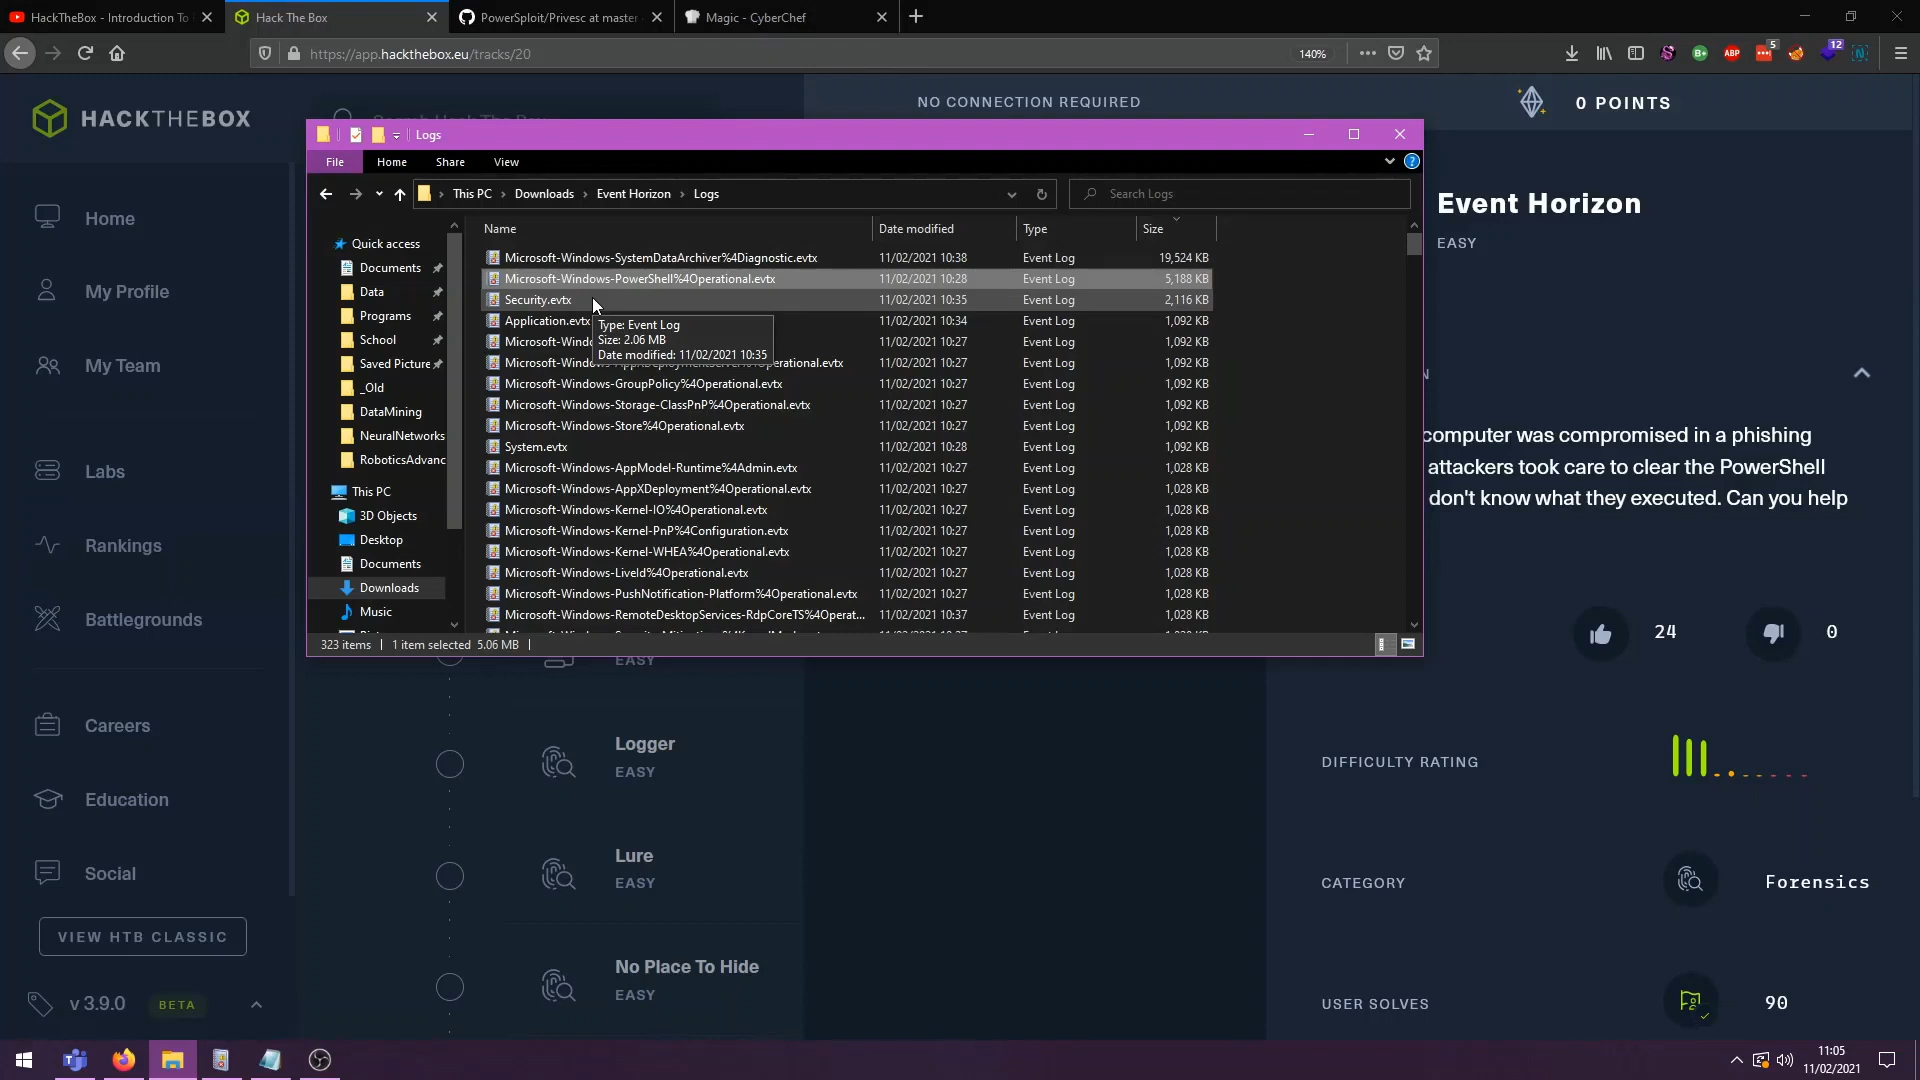 HackTheBox - Introduction To
Hack The Box
PowerSploit/Privesc at master
Magic - CyberChef
https://app.hackthebox.eu/tracks/20
140%
5
12
HACKTHEBOX
NO CONNECTION REQUIRED
0 POINTS
Logs
File Home Share View
This PC > Downloads > Event Horizon > Logs
Search Logs
Name Date modified Type Size
Microsoft-Windows-SystemDataArchiver%4Diagnostic.evtx 11/02/2021 10:38 Event Log 19,524 KB
Microsoft-Windows-PowerShell%4Operational.evtx 11/02/2021 10:28 Event Log 5,188 KB
Security.evtx 11/02/2021 10:35 Event Log 2,116 KB
Application.evtx 11/02/2021 10:34 Event Log 1,092 KB
Microsoft-Windo 11/02/2021 10:27 Event Log 1,092 KB
Microsoft-Windows-AppXDeploymentServer%4Operational.evtx 11/02/2021 10:27 Event Log 1,092 KB
Microsoft-Windows-GroupPolicy%4Operational.evtx 11/02/2021 10:27 Event Log 1,092 KB
Microsoft-Windows-Storage-ClassPnP%4Operational.evtx 11/02/2021 10:27 Event Log 1,092 KB
Microsoft-Windows-Store%4Operational.evtx 11/02/2021 10:27 Event Log 1,092 KB
System.evtx 11/02/2021 10:28 Event Log 1,092 KB
Microsoft-Windows-AppModel-Runtime%4Admin.evtx 11/02/2021 10:27 Event Log 1,028 KB
Microsoft-Windows-AppXDeployment%4Operational.evtx 11/02/2021 10:27 Event Log 1,028 KB
Microsoft-Windows-Kernel-IO%4Operational.evtx 11/02/2021 10:27 Event Log 1,028 KB
Microsoft-Windows-Kernel-PnP%4Configuration.evtx 11/02/2021 10:27 Event Log 1,028 KB
Microsoft-Windows-Kernel-WHEA%4Operational.evtx 11/02/2021 10:27 Event Log 1,028 KB
Microsoft-Windows-LiveId%4Operational.evtx 11/02/2021 10:27 Event Log 1,028 KB
Microsoft-Windows-PushNotification-Platform%4Operational.evtx 11/02/2021 10:27 Event Log 1,028 KB
Microsoft-Windows-RemoteDesktopServices-RdpCoreTS%4Operat... 11/02/2021 10:37 Event Log 1,028 KB
Type: Event Log
Size: 2.06 MB
Date modified: 11/02/2021 10:35
Quick access
Documents
Data
Programs
School
Saved Picture
_Old
DataMining
NeuralNetworks
RoboticsAdvanc
This PC
3D Objects
Desktop
Documents
Downloads
Music
323 items 1 item selected 5.06 MB
Home
My Profile
My Team
Labs
Rankings
Battlegrounds
Careers
Education
Social
VIEW HTB CLASSIC
v 3.9.0 BETA
EASY
Logger
EASY
Lure
EASY
No Place To Hide
EASY
Event Horizon
EASY
computer was compromised in a phishing
attackers took care to clear the PowerShell
don't know what they executed. Can you help
24
0
DIFFICULTY RATING
CATEGORY
Forensics
USER SOLVES
90
11:05
11/02/2021